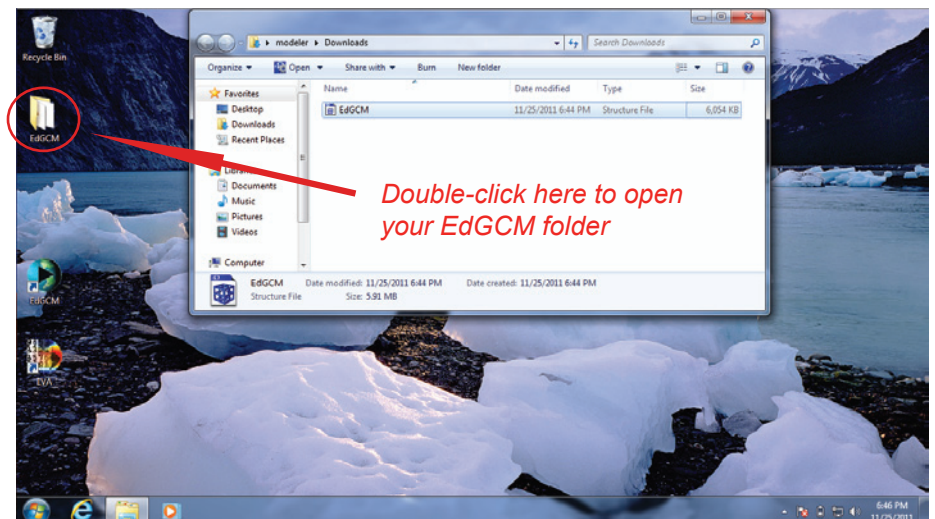 Recycle Bin
EdGCM
EdGCM
EVA
modeler ▸ Downloads
Search Downloads
Organize
Open
Share with
Burn
New folder
Favorites
Desktop
Downloads
Recent Places
Documents
Music
Pictures
Videos
Computer
Name
Date modified
Type
Size
EdGCM
11/25/2011 6:44 PM
Structure File
6,054 KB
Double-click here to open
your EdGCM folder
EdGCM
Date modified: 11/25/2011 6:44 PM
Date created: 11/25/2011 6:44 PM
Structure File
Size: 5.91 MB
6:46 PM
11/25/2011